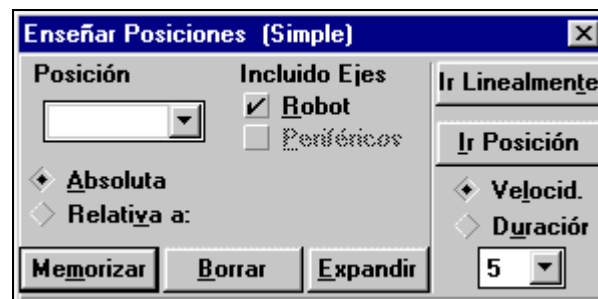 Enseñar Posiciones (Simple)
Posición
Incluido Ejes
Ir Linealmente
Robot
Periféricos
Ir Posición
Absoluta
Relativa a:
Velocid.
Duraciór
Memorizar
Borrar
Expandir
5